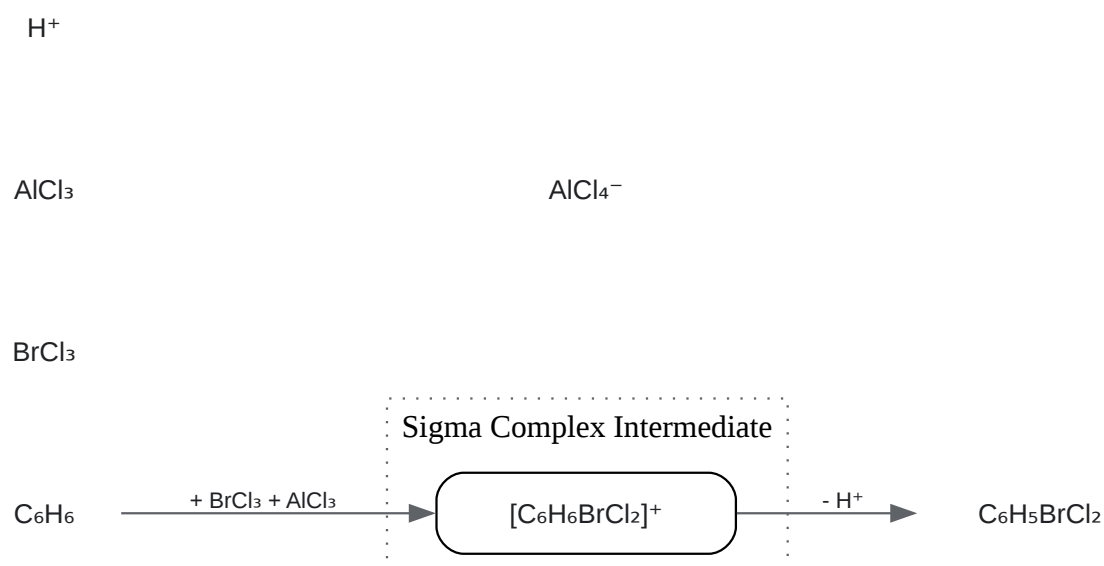 H⁺
AlCl₃
AlCl₄⁻
BrCl₃
Sigma Complex Intermediate
C₆H₆
+ BrCl₃ + AlCl₃
[C₆H₆BrCl₂]⁺
- H⁺
C₆H₅BrCl₂